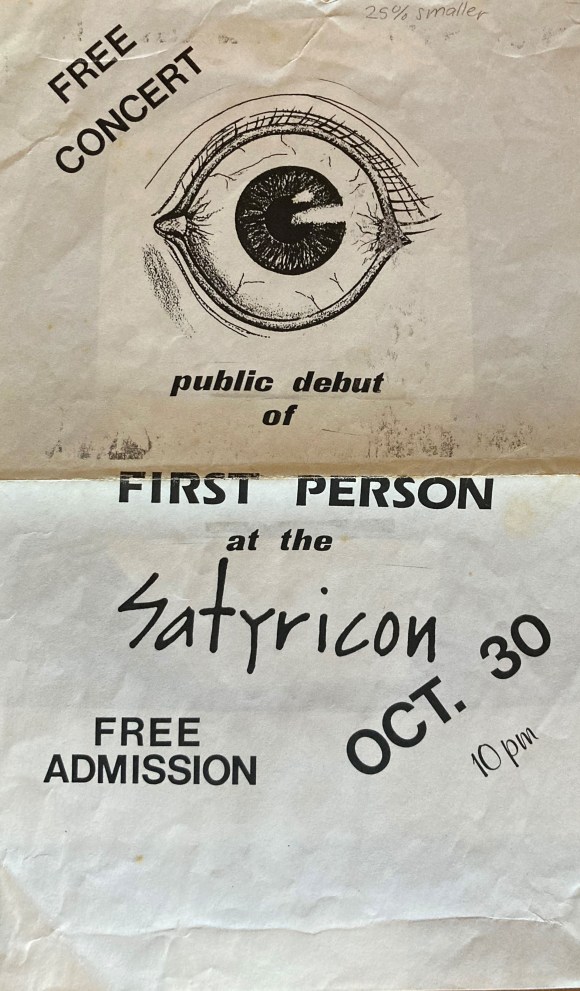 25% smaller
FREE
CONCERT
public debut
of
FIRST PERSON
at the
Satyricon
OCT. 30
10 pm
FREE
ADMISSION